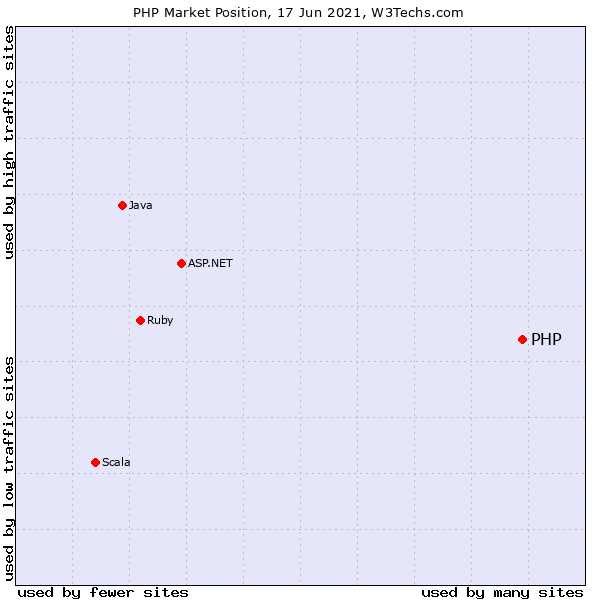 PHP Market Position, 17 Jun 2021, W3Techs.com
used by high traffic sites
Java
ASP.NET
Ruby
PHP
used by low traffic sites
Scala
used by fewer sites
used by many sites